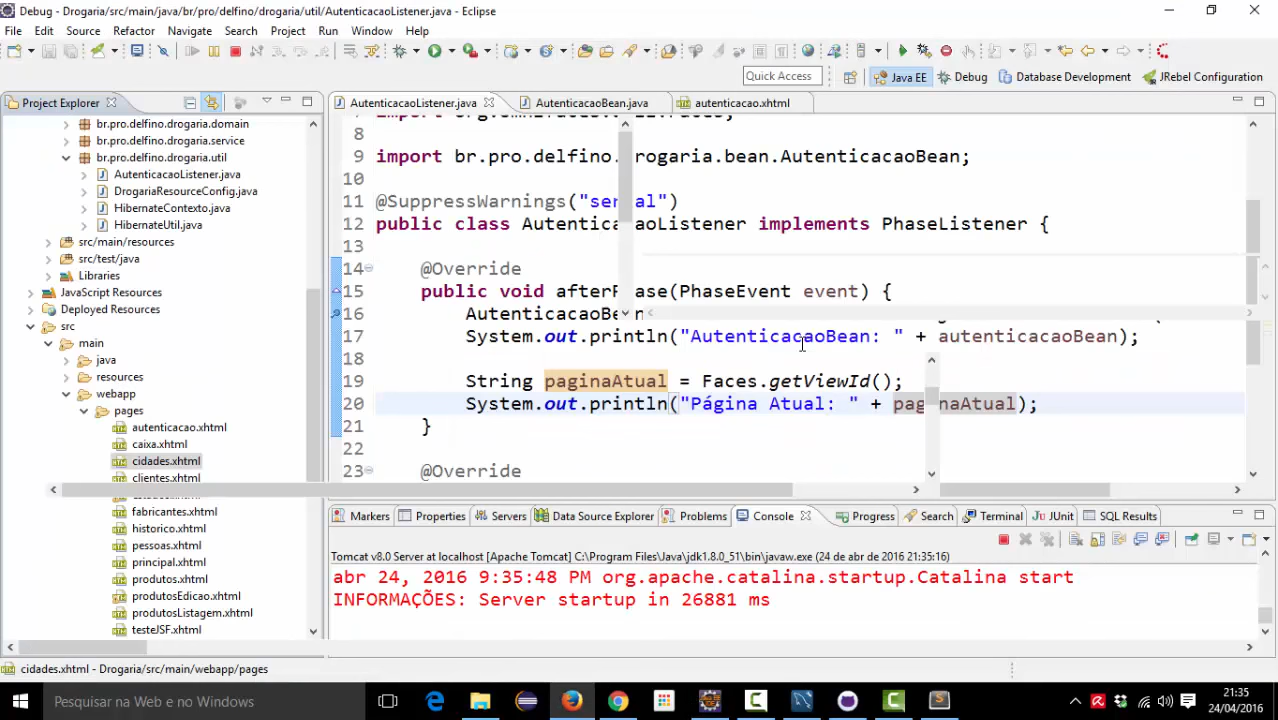 Debug - Drogaria/src/main/java/br/pro/delfino/drogaria/util/AutenticacaoListener.java - Eclipse
File Edit Source Refactor Navigate Search Project Run Window Help
Quick Access
Java EE
Debug
Database Development
JRebel Configuration
Project Explorer
br.pro.delfino.drogaria.domain
br.pro.delfino.drogaria.service
br.pro.delfino.drogaria.util
AutenticacaoListener.java
DrogariaResourceConfig.java
HibernateContexto.java
HibernateUtil.java
src/main/resources
src/test/java
Libraries
JavaScript Resources
Deployed Resources
src
main
java
resources
webapp
pages
autenticacao.xhtml
caixa.xhtml
cidades.xhtml
clientes.xhtml
fabricantes.xhtml
historico.xhtml
pessoas.xhtml
principal.xhtml
produtos.xhtml
produtosEdicao.xhtml
produtosListagem.xhtml
testeJSF.xhtml
AutenticacaoListener.java
AutenticacaoBean.java
autenticacao.xhtml
8
9 import br.pro.delfino. rogaria.bean.AutenticacaoBean;
10
11 @SuppressWarnings("ser al")
12 public class Autentic aoListener implements PhaseListener {
13
14 @Override
15 public void afterP ase(PhaseEvent event) {
16 AutenticacaoBe
17 System.out.println("AutenticacaoBean: " + autenticacaoBean);
18
19 String paginaAtual = Faces.getViewId();
20 System.out.println("Página Atual: " + pag naAtual);
21 }
22
23 @Override
Markers Properties Servers Data Source Explorer Problems Console Progress Search Terminal JUnit SQL Results
Tomcat v8.0 Server at localhost [Apache Tomcat] C:\Program Files\Java\jdk1.8.0_51\bin\javaw.exe (24 de abr de 2016 21:35:16)
abr 24, 2016 9:35:48 PM org.apache.catalina.startup.Catalina start
INFORMAÇÕES: Server startup in 26881 ms
cidades.xhtml - Drogaria/src/main/webapp/pages
Pesquisar na Web e no Windows
21:35
24/04/2016